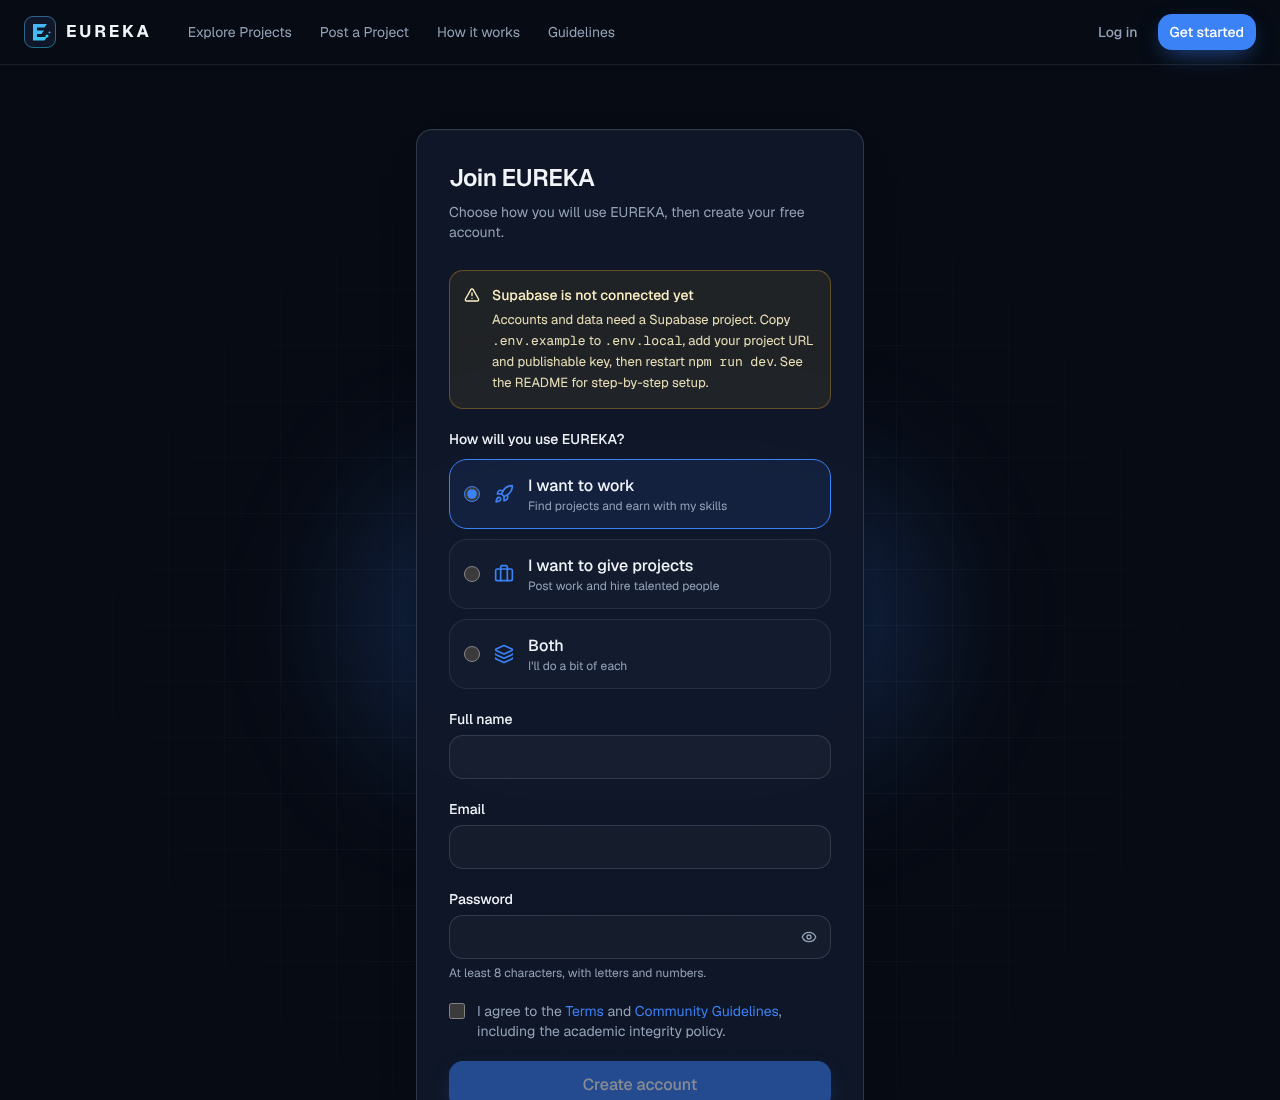 EUREKA
Explore Projects
Post a Project
How it works
Guidelines
Log in
Get started
Join EUREKA
Choose how you will use EUREKA, then create your free
account.
Supabase is not connected yet
Accounts and data need a Supabase project. Copy
.env.example to .env.local, add your project URL
and publishable key, then restart npm run dev. See
the README for step-by-step setup.
How will you use EUREKA?
I want to work
Find projects and earn with my skills
I want to give projects
Post work and hire talented people
Both
I'll do a bit of each
Full name
Email
Password
At least 8 characters, with letters and numbers.
I agree to the Terms and Community Guidelines,
including the academic integrity policy.
Create account